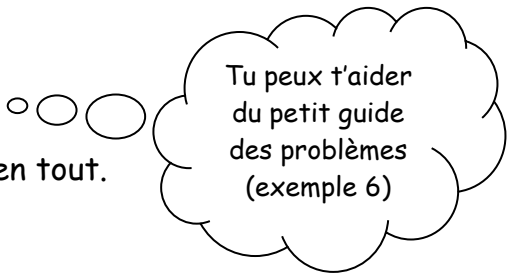 Tu peux t'aider
du petit guide
des problèmes
(exemple 6)
en tout.